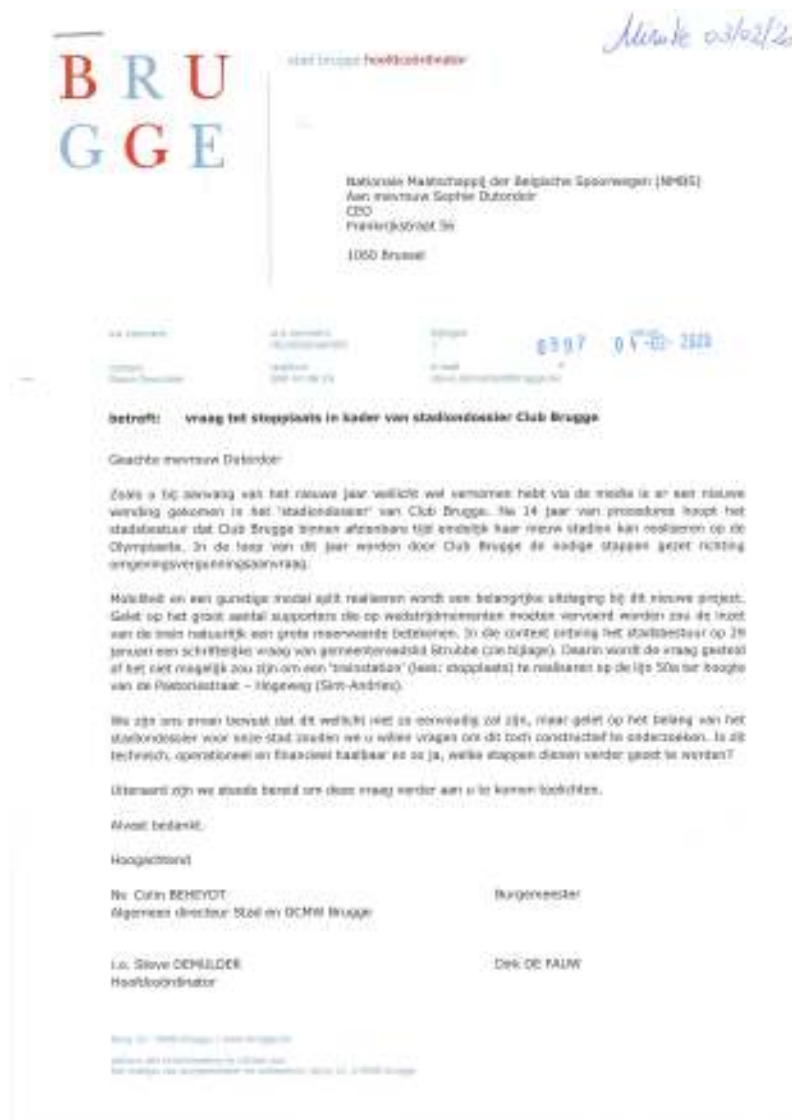 Minute 03/02/20
B R U
G G E
stad brugge hoofdcoördinator
Nationale Maatschappij der Belgische Spoorwegen (NMBS)
Aan mevrouw Sophie Dutordoir
CEO
Frankrijkstraat 56
1060 Brussel
0397 04-02-2020
betreft: vraag tot stopplaats in kader van stadiondossier Club Brugge
Geachte mevrouw Dutordoir
Zoals u bij aanvang van het nieuwe jaar wellicht wel vernomen hebt via de media is er een nieuwe
wending gekomen in het 'stadiondossier' van Club Brugge. Na 14 jaar van procedures hoopt het
stadsbestuur dat Club Brugge binnen afzienbare tijd eindelijk haar nieuw stadion kan realiseren op de
Olympiasite. In de loop van dit jaar worden door Club Brugge de nodige stappen gezet richting
omgevingsvergunningsaanvraag.
Mobiliteit en een gunstige modal split realiseren wordt een belangrijke uitdaging bij dit nieuwe project.
Gelet op het groot aantal supporters die op wedstrijdmomenten moeten vervoerd worden zou de inzet
van de trein natuurlijk een grote meerwaarde betekenen. In die context ontving het stadsbestuur op 29
januari een schriftelijke vraag van gemeenteraadslid Strubbe (zie bijlage). Daarin wordt de vraag gesteld
of het niet mogelijk zou zijn om een 'treinstation' (lees: stopplaats) te realiseren op de lijn 50a ter hoogte
van de Pastoriestraat – Hogeweg (Sint-Andries).
We zijn ons ervan bewust dat dit wellicht niet zo eenvoudig zal zijn, maar gelet op het belang van het
stadiondossier voor onze stad zouden we u willen vragen om dit toch constructief te onderzoeken. Is dit
technisch, operationeel en financieel haalbaar en zo ja, welke stappen dienen verder gezet te worden?
Uiteraard zijn we steeds bereid om deze vraag verder aan u te komen toelichten.
Alvast bedankt.
Hoogachtend
Nv. Colin BEHEYDT Burgemeester
Algemeen directeur Stad en OCMW Brugge
i.o. Steve DEMULDER Dirk DE FAUW
Hoofdcoördinator